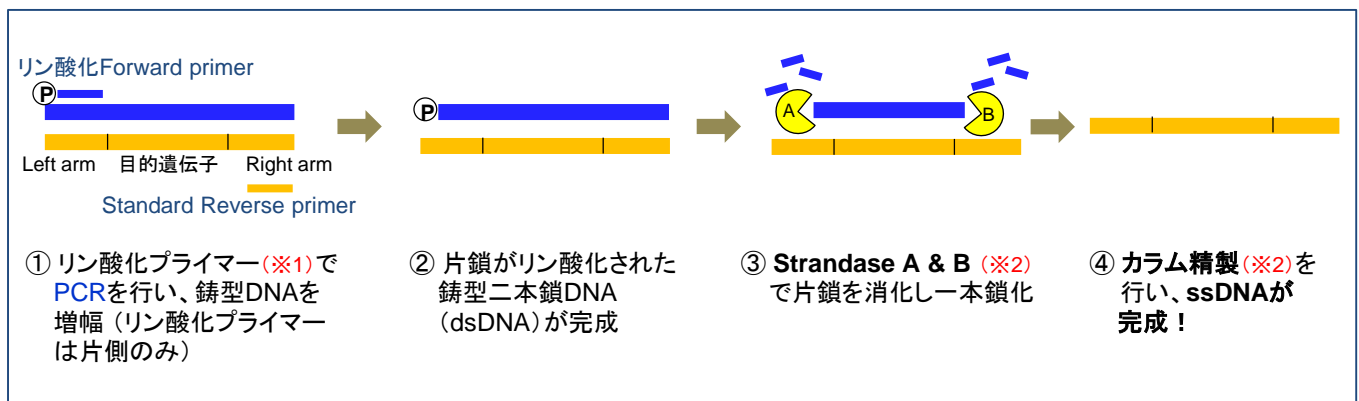 リン酸化Forward primer
P
Left arm 目的遺伝子 Right arm
Standard Reverse primer
P
A
B
① リン酸化プライマー(※1)で
PCRを行い、鋳型DNAを
増幅 (リン酸化プライマー
は片側のみ)
② 片鎖がリン酸化された
鋳型二本鎖DNA
(dsDNA)が完成
③ Strandase A & B (※2)
で片鎖を消化し一本鎖化
④ カラム精製(※2)を
行い、ssDNAが
完成!